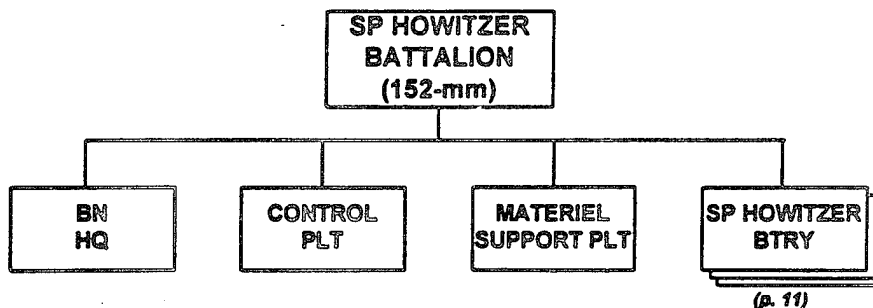 SP HOWITZER
BATTALION
(152-mm)
BN
HQ
CONTROL
PLT
MATERIEL
SUPPORT PLT
SP HOWITZER
BTRY
(p. 11)